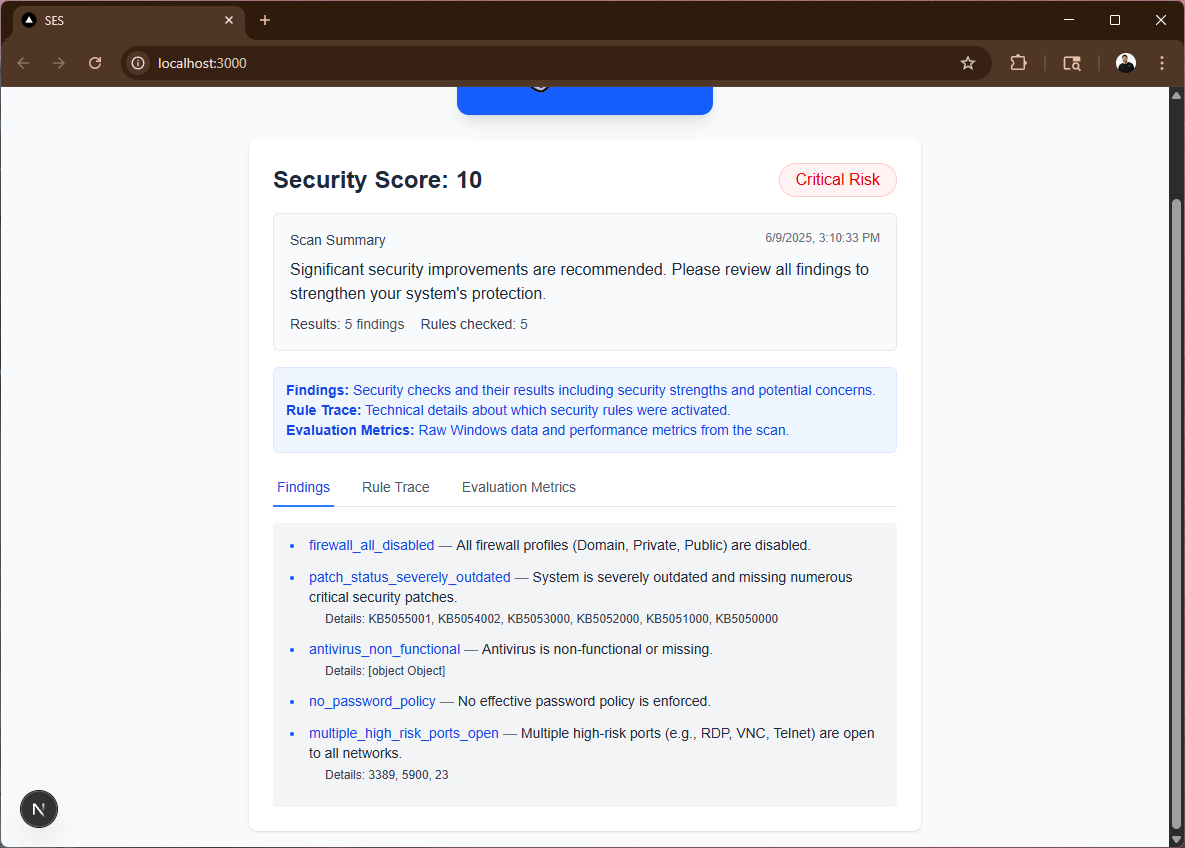 SES
localhost:3000
Security Score: 10
Critical Risk
Scan Summary
6/9/2025, 3:10:33 PM
Significant security improvements are recommended. Please review all findings to
strengthen your system's protection.
Results: 5 findings Rules checked: 5
Findings: Security checks and their results including security strengths and potential concerns.
Rule Trace: Technical details about which security rules were activated.
Evaluation Metrics: Raw Windows data and performance metrics from the scan.
Findings Rule Trace Evaluation Metrics
• firewall_all_disabled — All firewall profiles (Domain, Private, Public) are disabled.
• patch_status_severely_outdated — System is severely outdated and missing numerous
critical security patches.
Details: KB5055001, KB5054002, KB5053000, KB5052000, KB5051000, KB5050000
• antivirus_non_functional — Antivirus is non-functional or missing.
Details: [object Object]
• no_password_policy — No effective password policy is enforced.
• multiple_high_risk_ports_open — Multiple high-risk ports (e.g., RDP, VNC, Telnet) are open
to all networks.
Details: 3389, 5900, 23
N